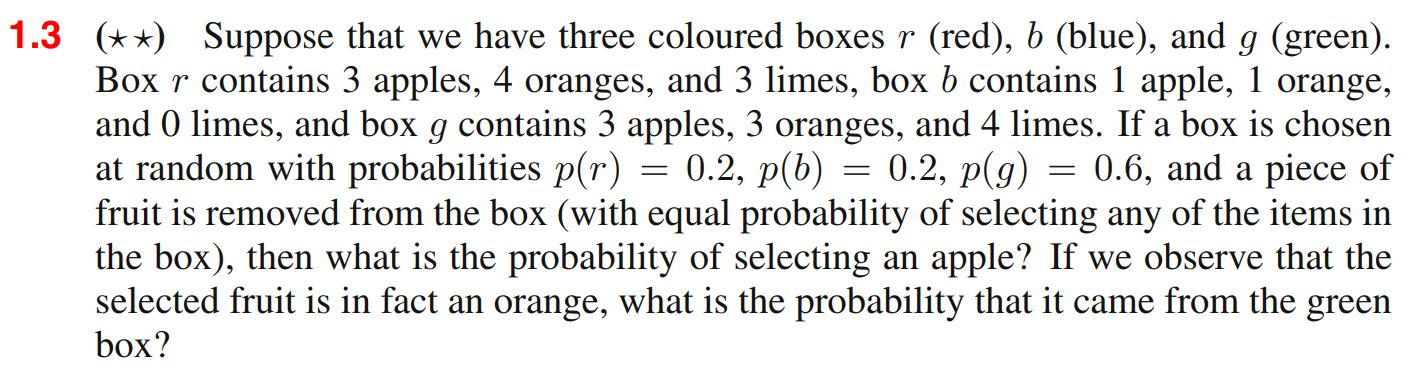 1.3 (⋆⋆) Suppose that we have three coloured boxes r (red), b (blue), and g (green).
Box r contains 3 apples, 4 oranges, and 3 limes, box b contains 1 apple, 1 orange,
and 0 limes, and box g contains 3 apples, 3 oranges, and 4 limes. If a box is chosen
at random with probabilities p(r) = 0.2, p(b) = 0.2, p(g) = 0.6, and a piece of
fruit is removed from the box (with equal probability of selecting any of the items in
the box), then what is the probability of selecting an apple? If we observe that the
selected fruit is in fact an orange, what is the probability that it came from the green
box?